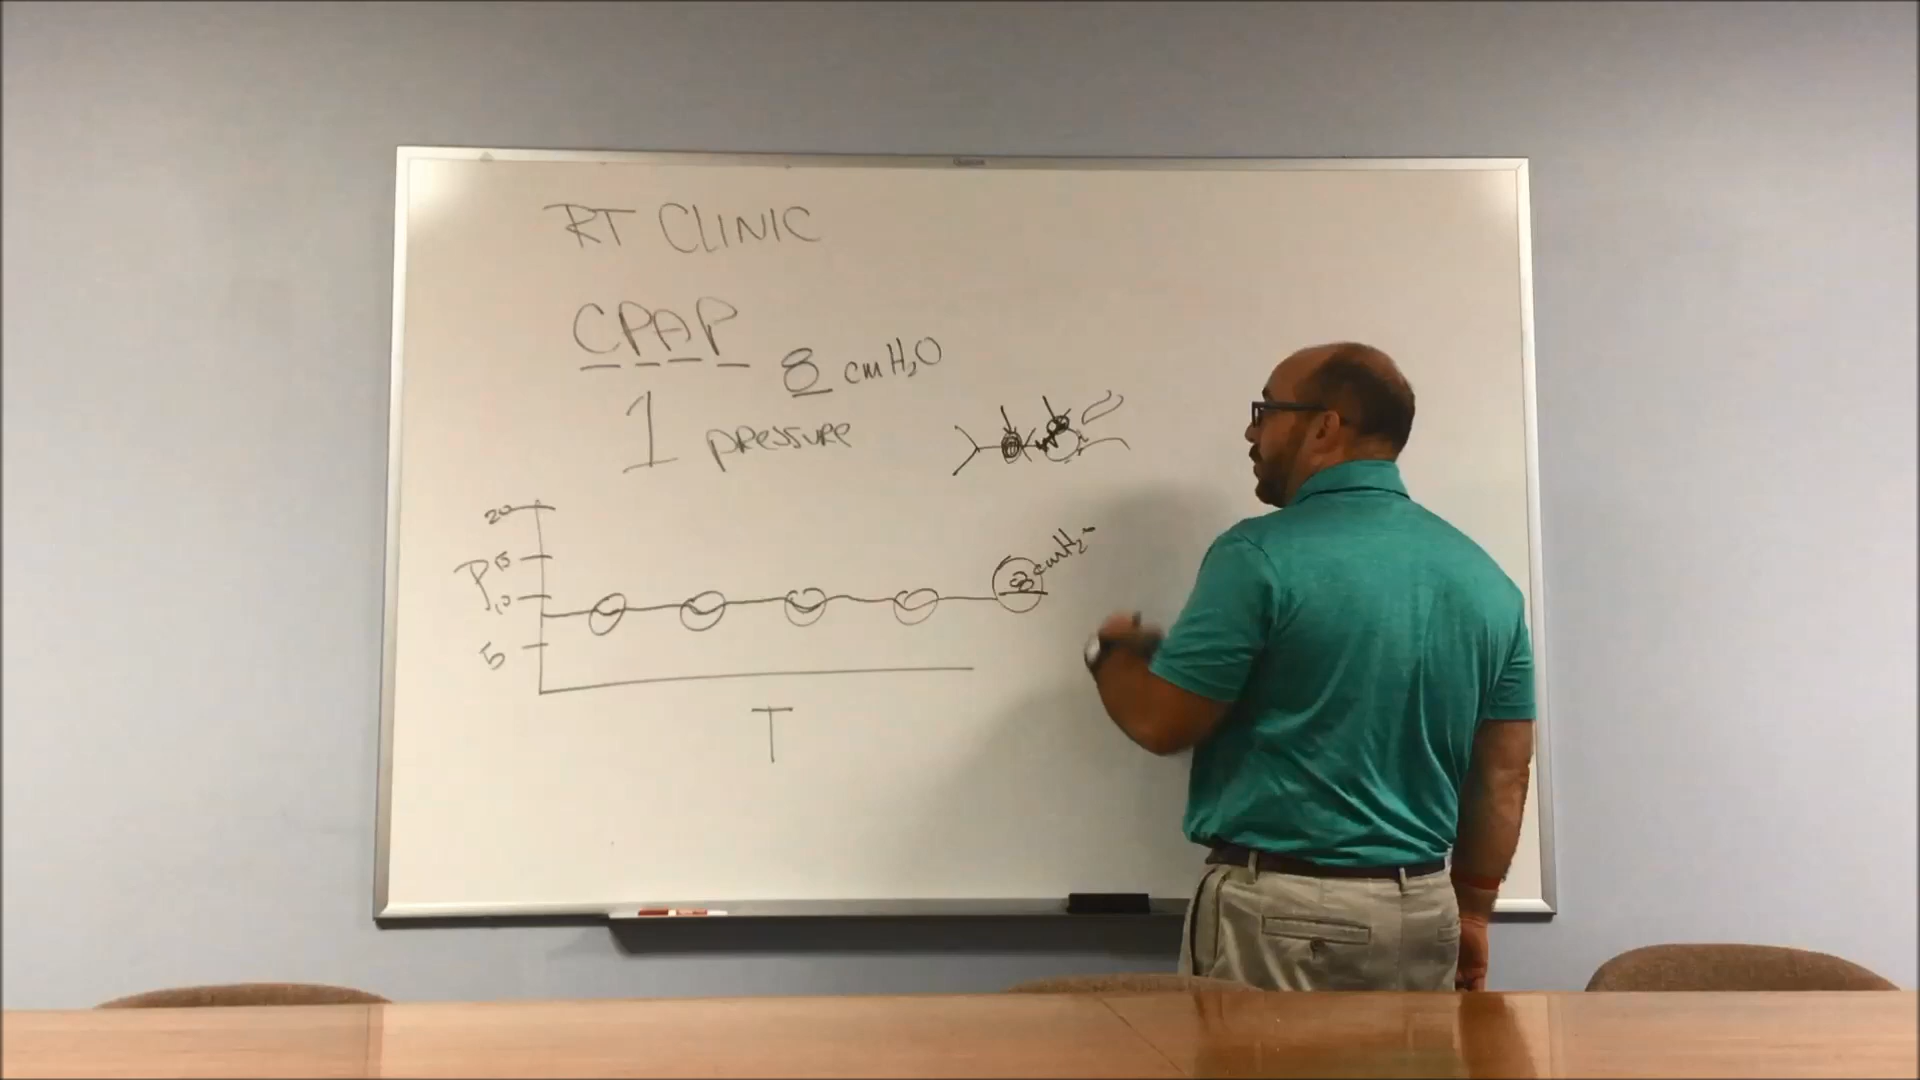 RT CLINIC
CPAP
8 cmH₂O
1 pressure
20
15
P
10
5
8 cmH₂O
T